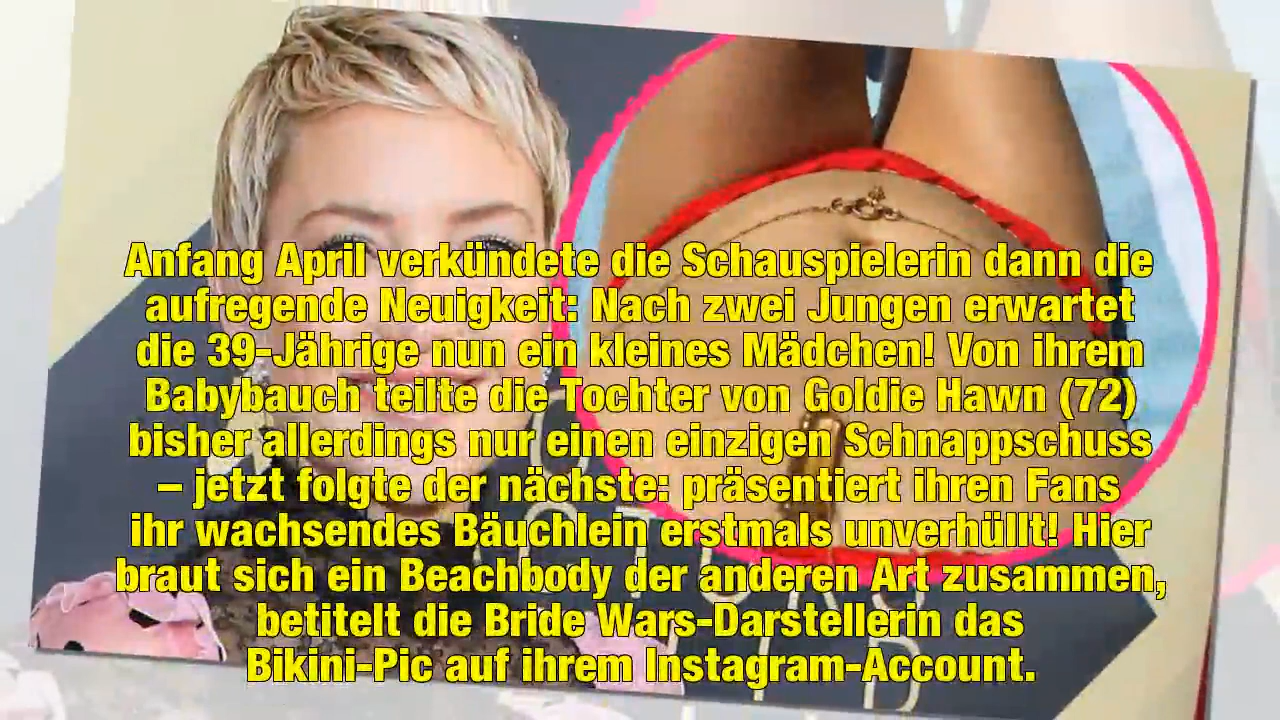 Anfang April verkündete die Schauspielerin dann die
aufregende Neuigkeit: Nach zwei Jungen erwartet
die 39-Jährige nun ein kleines Mädchen! Von ihrem
Babybauch teilte die Tochter von Goldie Hawn (72)
bisher allerdings nur einen einzigen Schnappschuss
– jetzt folgte der nächste: präsentiert ihren Fans
ihr wachsendes Bäuchlein erstmals unverhüllt! Hier
braut sich ein Beachbody der anderen Art zusammen,
betitelt die Bride Wars-Darstellerin das
Bikini-Pic auf ihrem Instagram-Account.